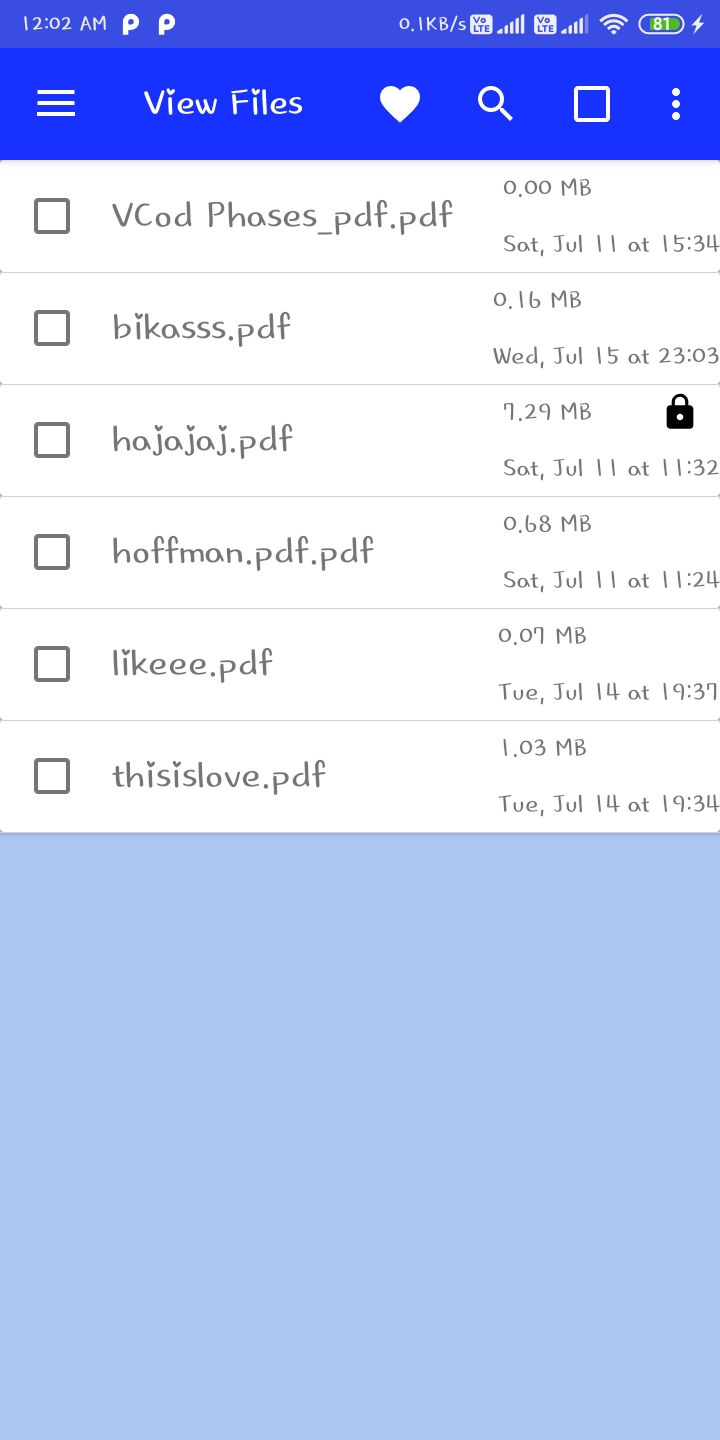 12:02 AM 0.1KB/s Vo LTE Vo LTE 81
View Files
VCod Phases_pdf.pdf
0.00 MB
Sat, Jul 11 at 15:34
bikasss.pdf
0.16 MB
Wed, Jul 15 at 23:03
hajajaj.pdf
7.29 MB
Sat, Jul 11 at 11:32
hoffman.pdf.pdf
0.68 MB
Sat, Jul 11 at 11:24
likeee.pdf
0.07 MB
Tue, Jul 14 at 19:37
thisislove.pdf
1.03 MB
Tue, Jul 14 at 19:34